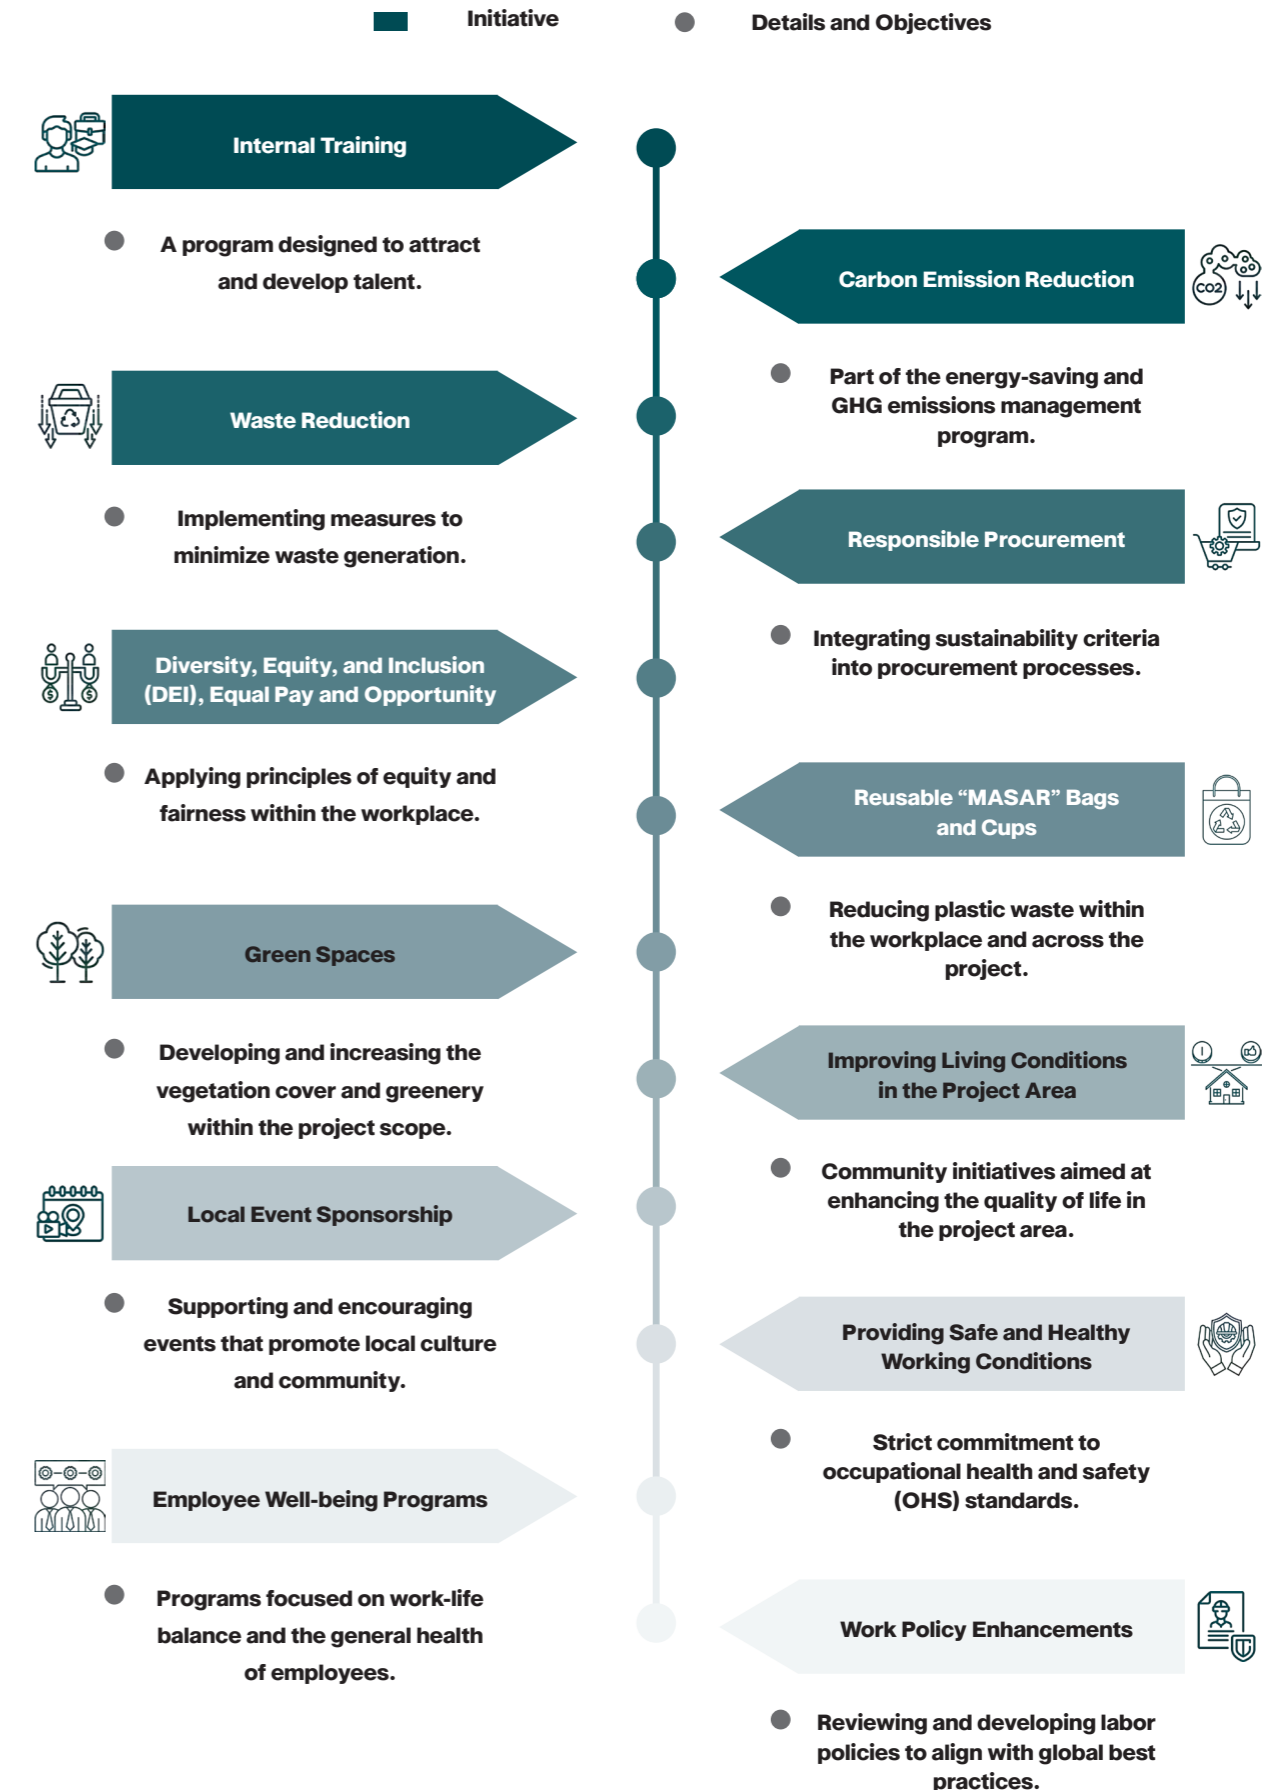 Initiative
Details and Objectives
Internal Training
A program designed to attract
and develop talent.
CO2
Carbon Emission Reduction
Part of the energy-saving and
GHG emissions management
program.
Waste Reduction
Implementing measures to
minimize waste generation.
Responsible Procurement
Integrating sustainability criteria
into procurement processes.
Diversity, Equity, and Inclusion
(DEI), Equal Pay and Opportunity
Applying principles of equity and
fairness within the workplace.
Reusable “MASAR” Bags
and Cups
Reducing plastic waste within
the workplace and across the
project.
Green Spaces
Developing and increasing the
vegetation cover and greenery
within the project scope.
Improving Living Conditions
in the Project Area
Community initiatives aimed at
enhancing the quality of life in
the project area.
Local Event Sponsorship
Supporting and encouraging
events that promote local culture
and community.
Providing Safe and Healthy
Working Conditions
Strict commitment to
occupational health and safety
(OHS) standards.
Employee Well-being Programs
Programs focused on work-life
balance and the general health
of employees.
Work Policy Enhancements
Reviewing and developing labor
policies to align with global best
practices.